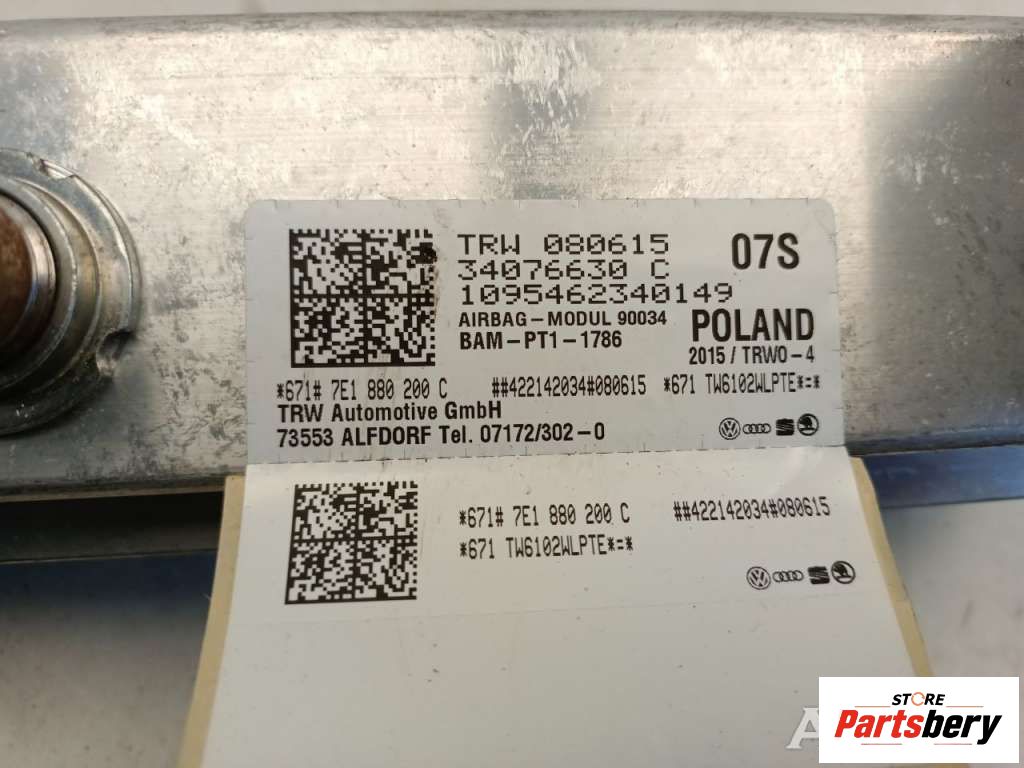 TRW 080615 07S
34076630 C
1095462340149
AIRBAG-MODUL 90034 POLAND
BAM-PT1-1786 2015 / TRWO-4
*671# 7E1 880 200 C ##422142034#080615 *671 TW6102WLPTE*=*
TRW Automotive GmbH
73553 ALFDORF Tel. 07172/302-0
*671# 7E1 880 200 C ##422142034#080615
*671 TW6102WLPTE*=*
STORE
Partsbery